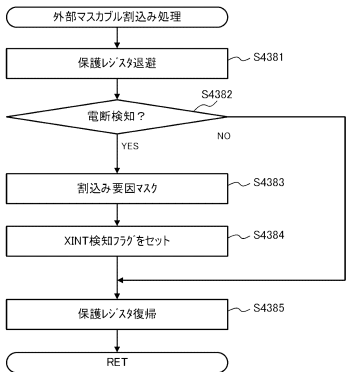 外部マスカブル割込み処理
保護レジスタ退避
S4381
S4382
電断検知？
NO
YES
割込み要因マスク
S4383
XINT検知フラグをセット
S4384
保護レジスタ復帰
S4385
RET